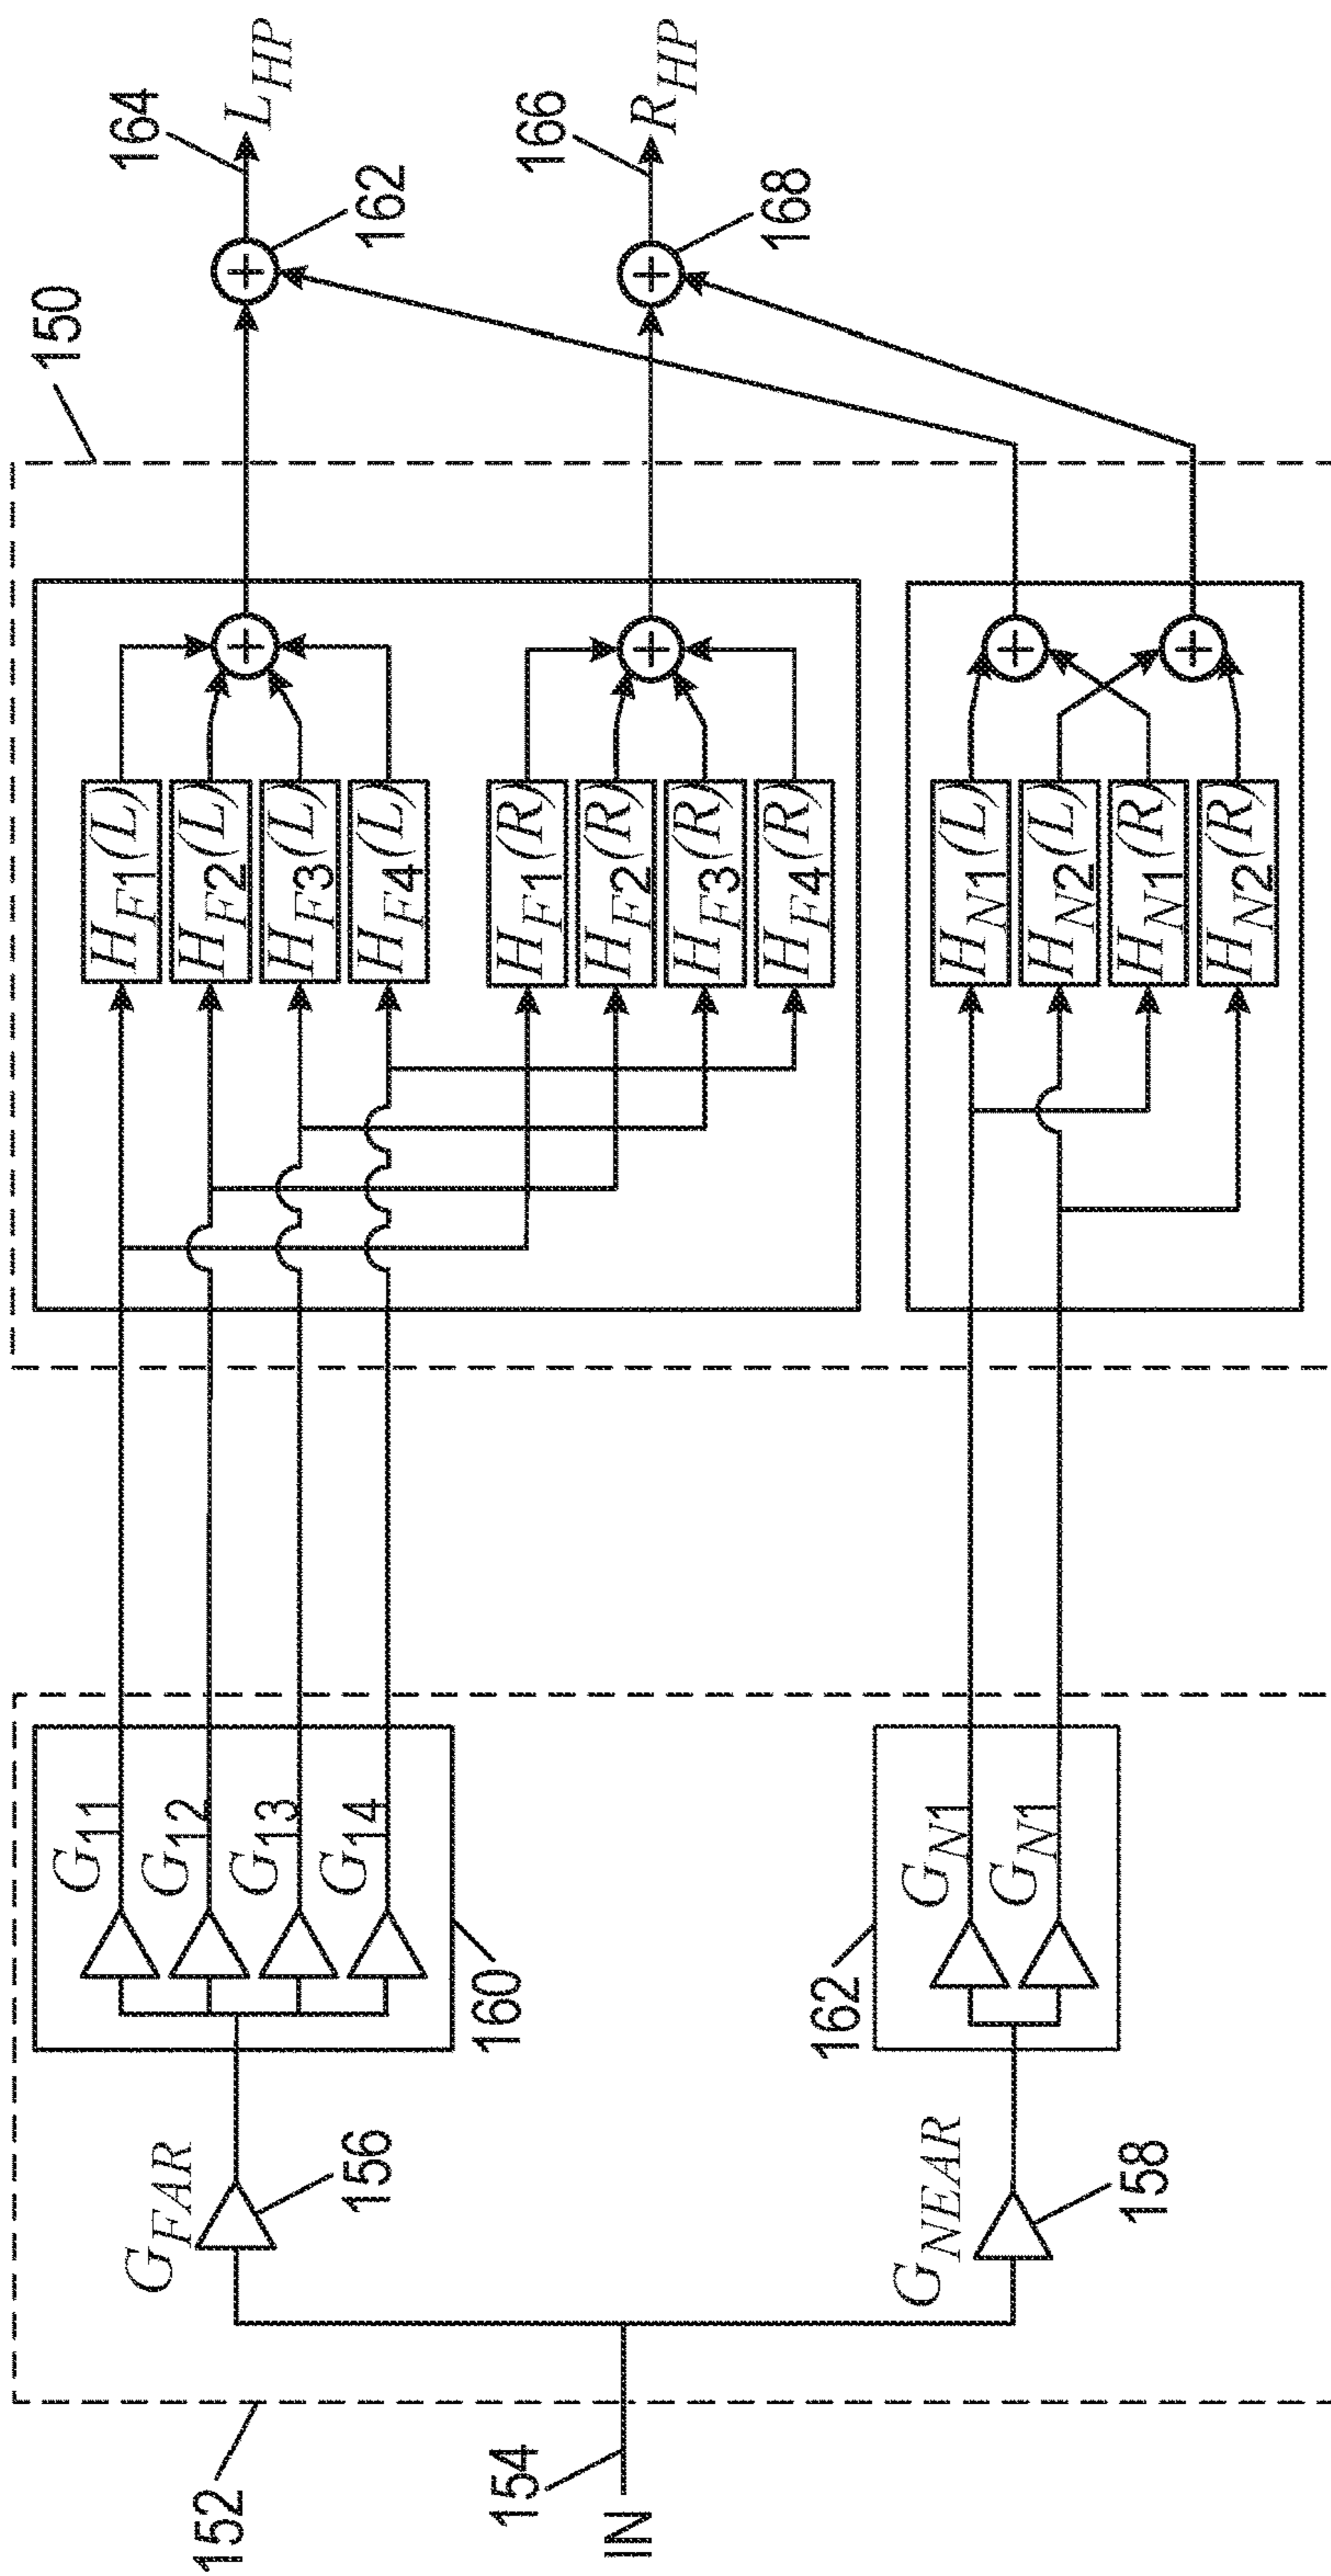 152
154
IN
G_FAR
156
G_NEAR
158
G_11
G_12
G_13
G_14
160
162
G_N1
G_N1
150
H_F1(L)
H_F2(L)
H_F3(L)
H_F4(L)
H_F1(R)
H_F2(R)
H_F3(R)
H_F4(R)
H_N1(L)
H_N2(L)
H_N1(R)
H_N2(R)
+
+
+
+
+
+
164
L_HP
162
166
R_HP
168